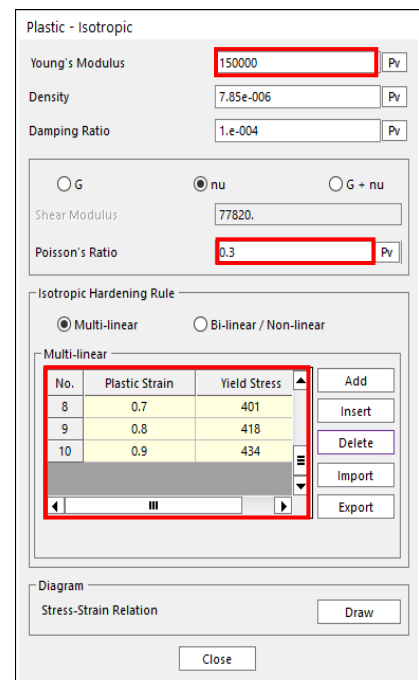 Plastic - Isotropic
Young's Modulus 150000 Pv
Density 7.85e-006 Pv
Damping Ratio 1.e-004 Pv
G nu G + nu
Shear Modulus 77820.
Poisson's Ratio 0.3 Pv
Isotropic Hardening Rule
Multi-linear Bi-linear / Non-linear
Multi-linear
No. Plastic Strain Yield Stress Add
8 0.7 401 Insert
9 0.8 418 Delete
10 0.9 434
Import
Export
Diagram
Stress-Strain Relation Draw
Close